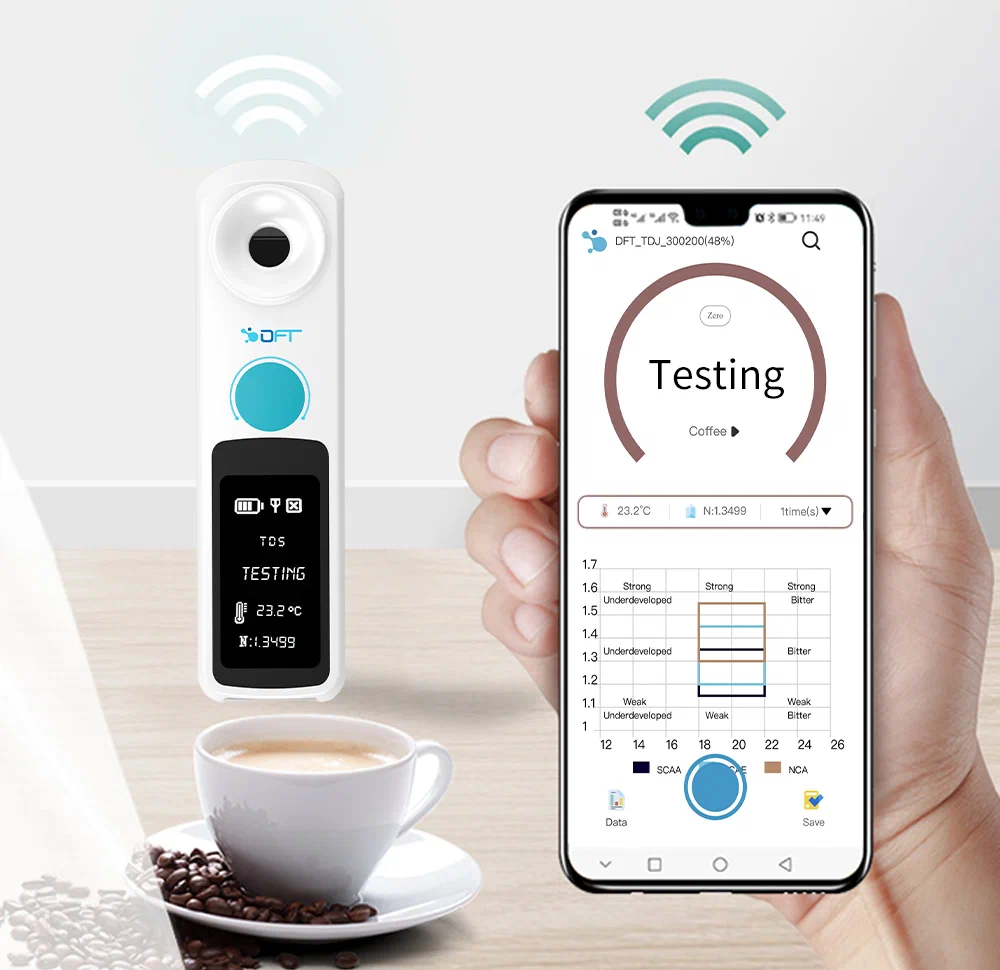 DFT
TDS
TESTING
23.2 °C
N:1.3499
11:49
DFT_TDJ_300200(48%)
Zero
Testing
Coffee
23.2°C N:1.3499 1time(s)
1.7
1.6
1.5
1.4
1.3
1.2
1.1
1
Strong Strong Strong
Underdeveloped Bitter
Underdeveloped Bitter
Weak Weak
Underdeveloped Weak Bitter
12 14 16 18 20 22 24 26
SCAA NCA
Data Save